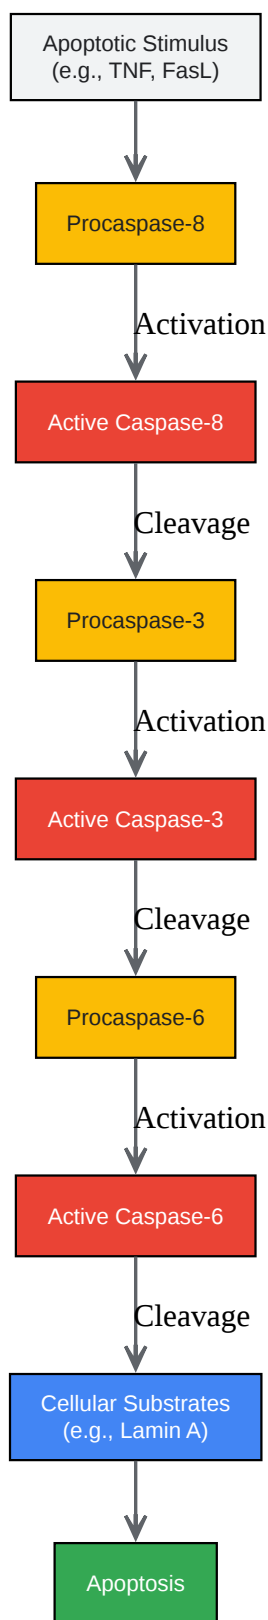 Apoptotic Stimulus
(e.g., TNF, FasL)
Procaspase-8
Activation
Active Caspase-8
Cleavage
Procaspase-3
Activation
Active Caspase-3
Cleavage
Procaspase-6
Activation
Active Caspase-6
Cleavage
Cellular Substrates
(e.g., Lamin A)
Apoptosis